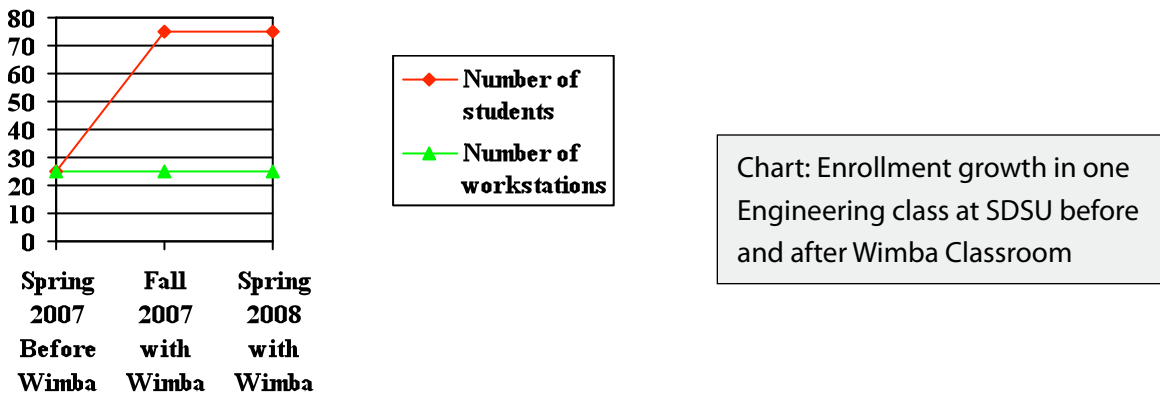 80
70
60
50
40
30
20
10
0
Spring
2007
Before
Wimba
Fall
2007
with
Wimba
Spring
2008
with
Wimba
Number of
students
Number of
workstations
Chart: Enrollment growth in one
Engineering class at SDSU before
and after Wimba Classroom